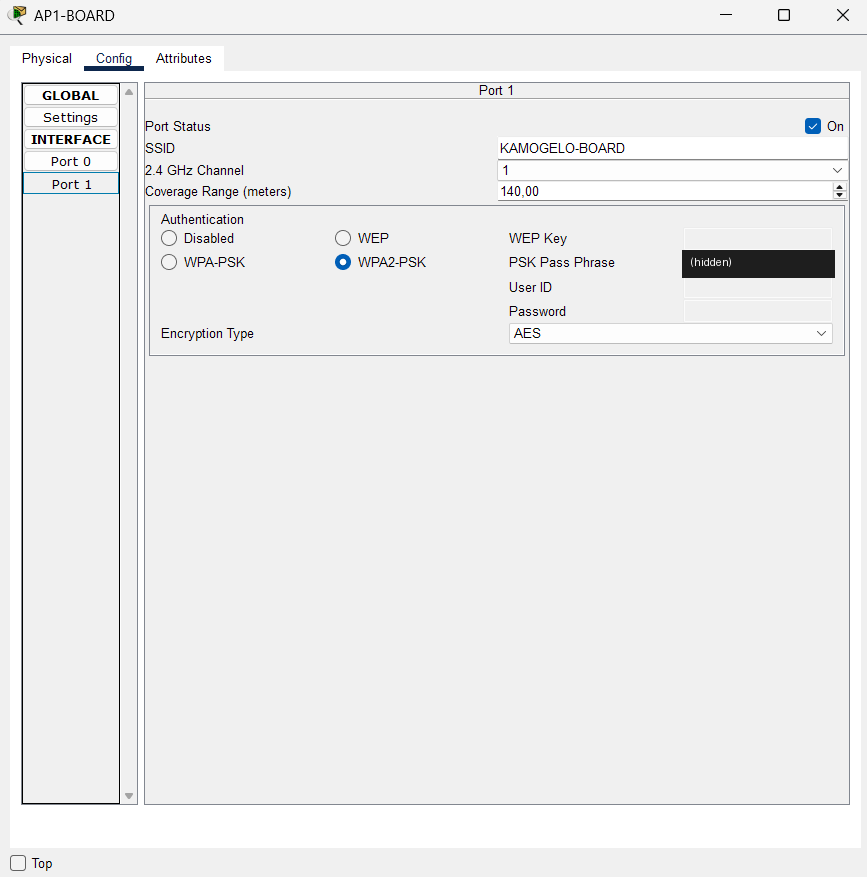 AP1-BOARD
Physical Config Attributes
GLOBAL
Settings
INTERFACE
Port 0
Port 1
Port 1
Port Status On
SSID KAMOGELO-BOARD
2.4 GHz Channel 1
Coverage Range (meters) 140,00
Authentication
Disabled WEP WEP Key
WPA-PSK WPA2-PSK PSK Pass Phrase (hidden)
User ID
Password
Encryption Type AES
Top